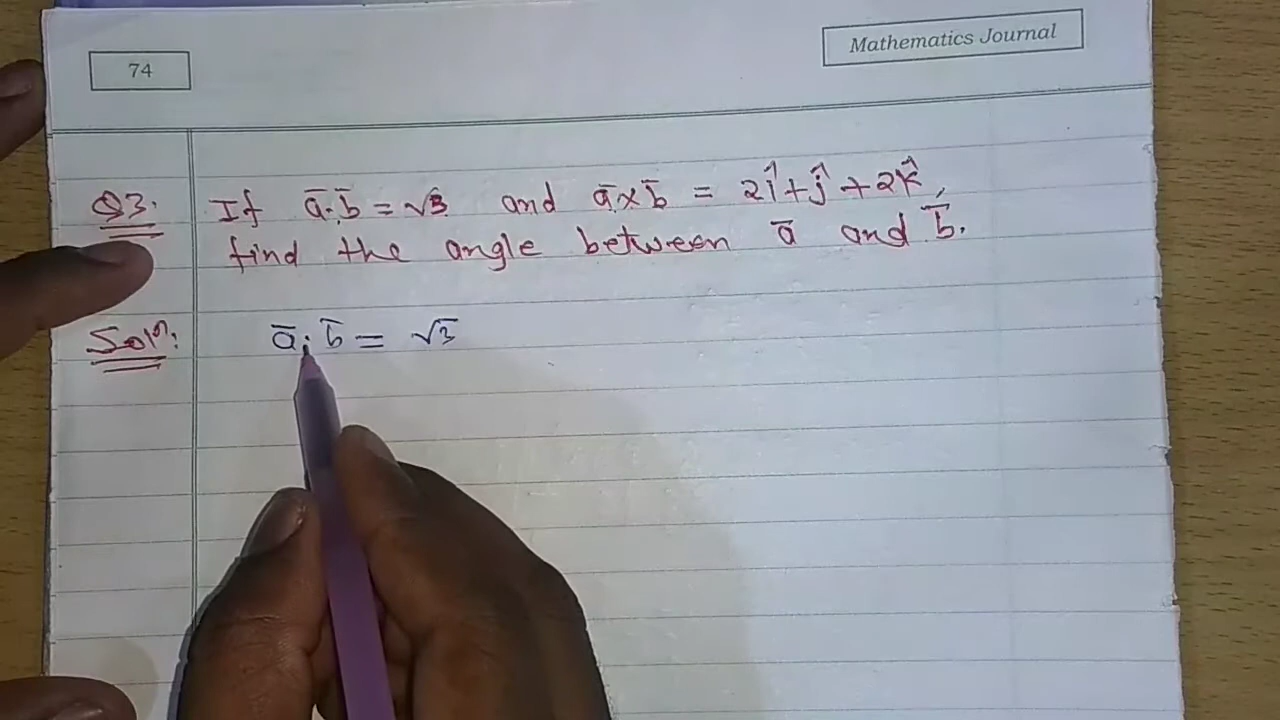 74
Mathematics Journal
Q3. If a̅.b̅ = √3 and a̅×b̅ = 2î+ĵ+2k̂,
find the angle between a̅ and b̅.
Solⁿ: a̅.b̅ = √3